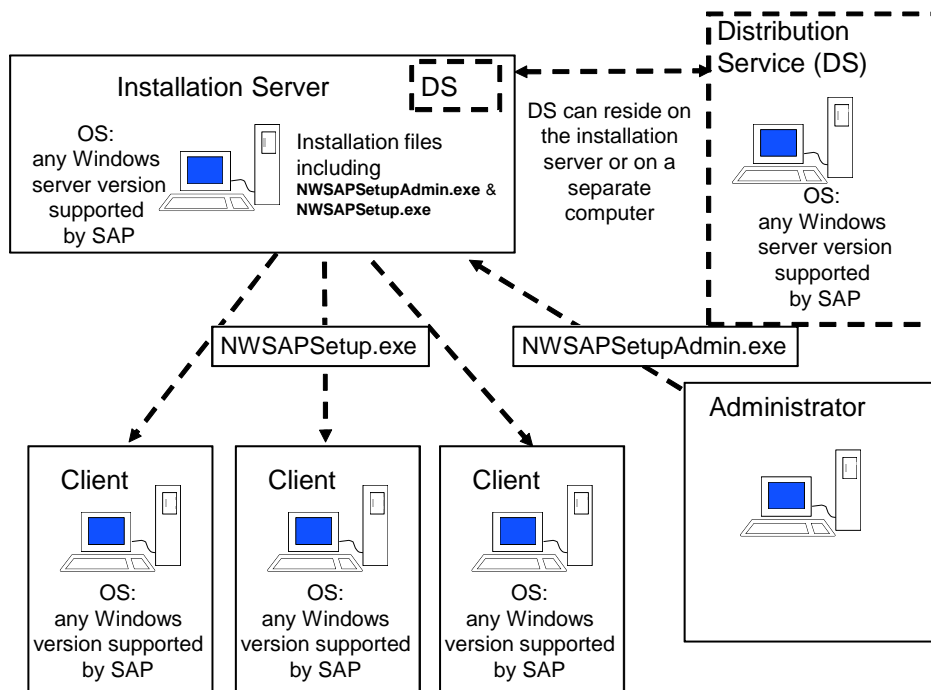 Installation Server
DS
OS:
any Windows
server version
supported
by SAP
Installation files
including
NWSAPSetupAdmin.exe &
NWSAPSetup.exe
DS can reside on
the installation
server or on a
separate
computer
Distribution
Service (DS)
OS:
any Windows
server version
supported
by SAP
NWSAPSetup.exe
NWSAPSetupAdmin.exe
Administrator
Client
OS:
any Windows
version supported
by SAP
Client
OS:
any Windows
version supported
by SAP
Client
OS:
any Windows
version supported
by SAP